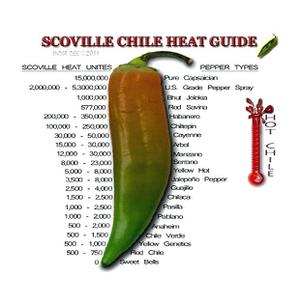 SCOVILLE CHILE HEAT GUIDE
SCOVILLE HEAT UNITES PEPPER TYPES
15,000,000 Pure Capsaicin
2,000,000 - 5,3000,000 U.S. Grade Pepper Spray
1,000,000 Bhut Jolokia
577,000 Red Savina
200,000 - 350,000 Habanero
100,000 - 200,000 Chiltepin
30,000 - 50,000 Cayenne
15,000 - 30,000 Arbol
12,000 - 30,000 Manzano
8,000 - 23,000 Serrano
5,000 - 8,000 Yellow Hot
3,500 - 8,000 Jalapeño Pepper
2,500 - 4,000 Guajillo
1,500 - 2,500 Chilaca
1,000 - 2,500 Pasilla
1,000 - 2,000 Poblano
500 - 2,000 Anaheim
500 - 1,500 Chile Verde
500 - 1,000 Yellow Genetics
500 - 750 Red Chile
0 Sweet Bells
HOT CHILE